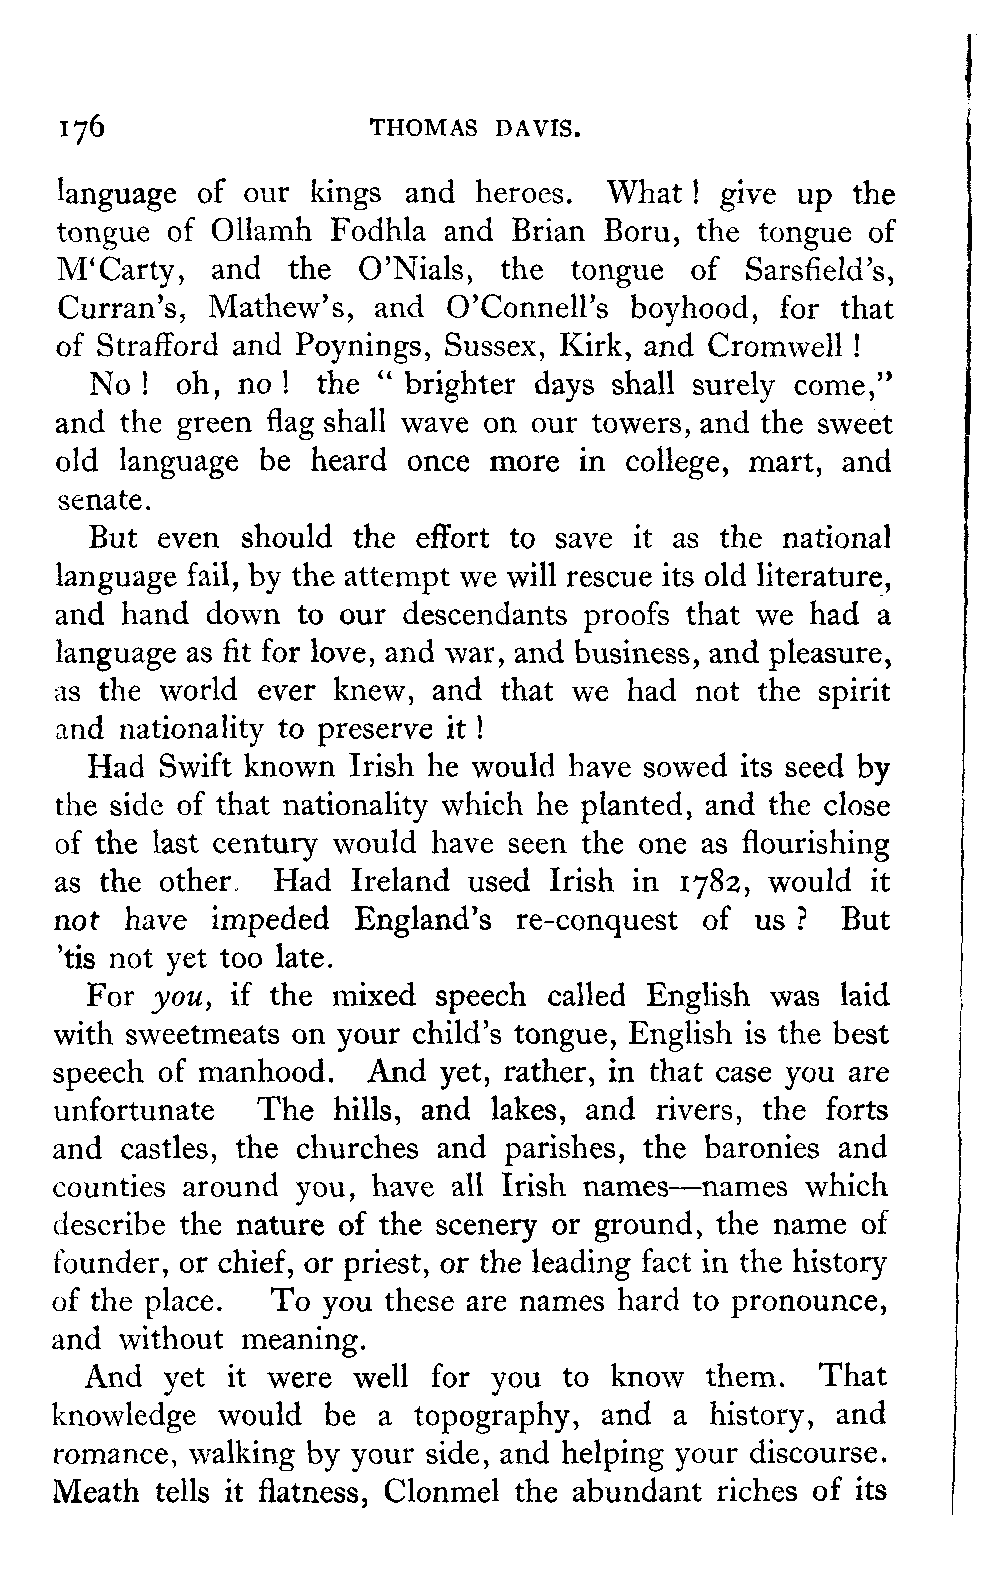 176 THOMAS DAVIS.
language of our kings and heroes. What! give up the
tongue of Ollamh Fodhla and Brian Boru, the tongue of
M‘Carty, and the O’Nials, the tongue of Sarsfield’s,
Curran’s, Mathew’s, and O’Connell’s boyhood, for that
of Strafford and Poynings, Sussex, Kirk, and Cromwell!
No! oh, no! the “brighter days shall surely come,”
and the green flag shall wave on our towers, and the sweet
old language be heard once more in college, mart, and
senate.
But even should the effort to save it as the national
language fail, by the attempt we will rescue its old literature,
and hand down to our descendants proofs that we had a
language as fit for love, and war, and business, and pleasure,
as the world ever knew, and that we had not the spirit
and nationality to preserve it!
Had Swift known Irish he would have sowed its seed by
the side of that nationality which he planted, and the close
of the last century would have seen the one as flourishing
as the other. Had Ireland used Irish in 1782, would it
not have impeded England’s re-conquest of us? But
’tis not yet too late.
For you, if the mixed speech called English was laid
with sweetmeats on your child’s tongue, English is the best
speech of manhood. And yet, rather, in that case you are
unfortunate The hills, and lakes, and rivers, the forts
and castles, the churches and parishes, the baronies and
counties around you, have all Irish names—names which
describe the nature of the scenery or ground, the name of
founder, or chief, or priest, or the leading fact in the history
of the place. To you these are names hard to pronounce,
and without meaning.
And yet it were well for you to know them. That
knowledge would be a topography, and a history, and
romance, walking by your side, and helping your discourse.
Meath tells it flatness, Clonmel the abundant riches of its